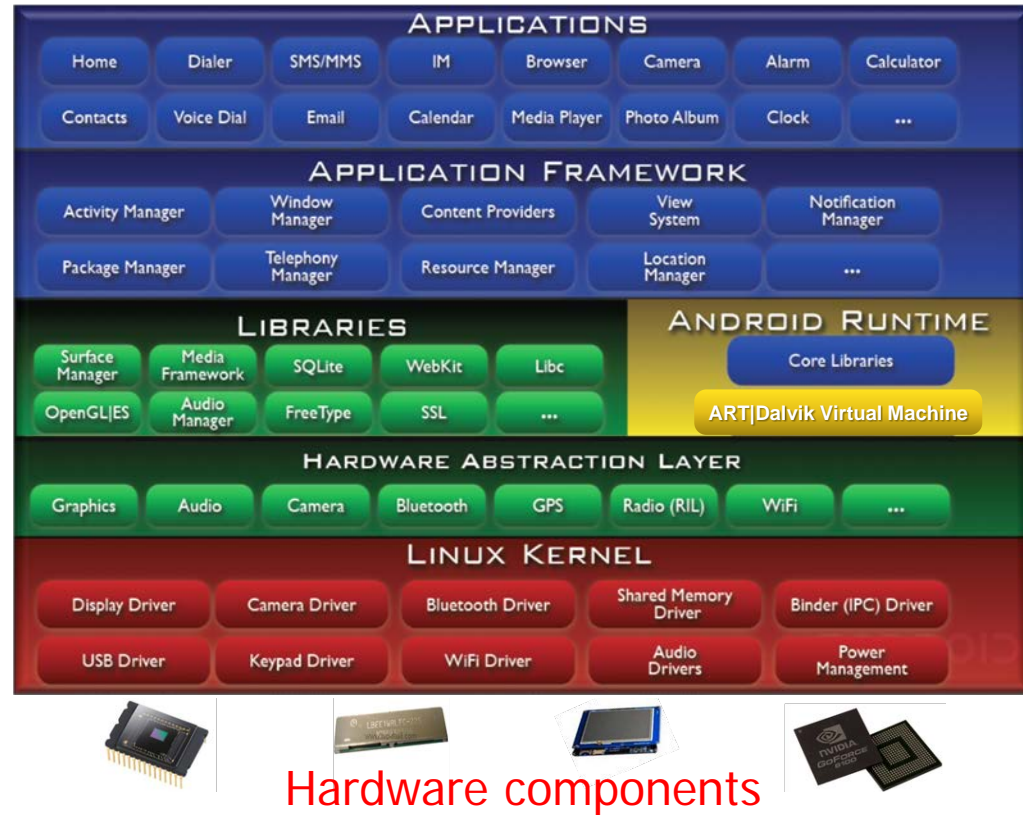 APPLICATIONS
Home Dialer SMS/MMS IM Browser Camera Alarm Calculator
Contacts Voice Dial Email Calendar Media Player Photo Album Clock ...
APPLICATION FRAMEWORK
Activity Manager
Window
Manager
Content Providers
View
System
Notification
Manager
Package Manager
Telephony
Manager
Resource Manager
Location
Manager
...
LIBRARIES
Surface
Manager
Media
Framework
SQLite
WebKit
Libc
OpenGL|ES
Audio
Manager
FreeType
SSL
...
ANDROID RUNTIME
Core Libraries
ART|Dalvik Virtual Machine
HARDWARE ABSTRACTION LAYER
Graphics Audio Camera Bluetooth GPS Radio (RIL) WiFi ...
LINUX KERNEL
Display Driver
Camera Driver
Bluetooth Driver
Shared Memory
Driver
Binder (IPC) Driver
USB Driver
Keypad Driver
WiFi Driver
Audio
Drivers
Power
Management
NVIDIA
GEFORCE
8100
Hardware components